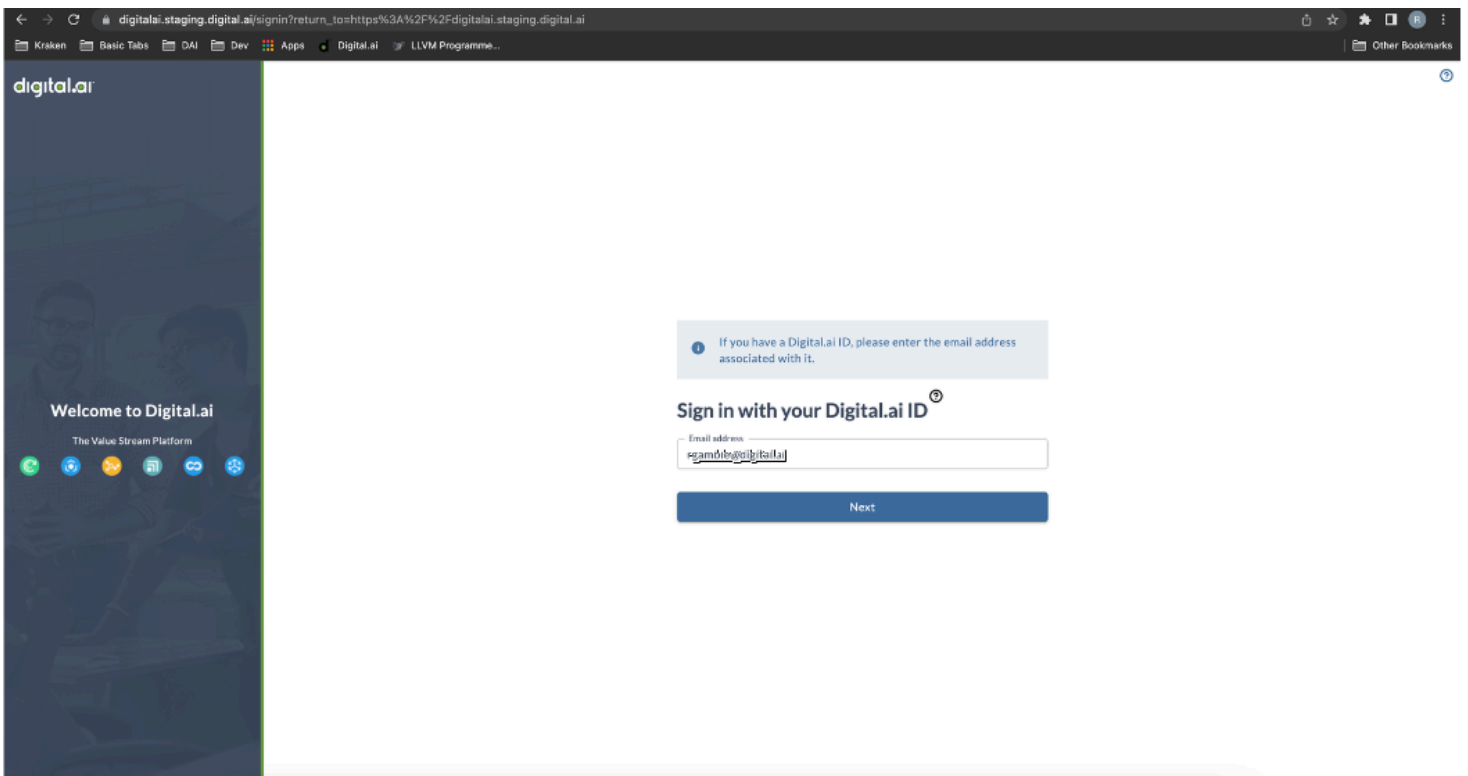 digitalai.staging.digital.ai/signin?return_to=https%3A%2F%2Fdigitalai.staging.digital.ai
Kraken Basic Tabs DAI Dev Apps Digital.ai LLVM Programme... Other Bookmarks
digital.ai
If you have a Digital.ai ID, please enter the email address
associated with it.
Sign in with your Digital.ai ID
Email address
Next
Welcome to Digital.ai
The Value Stream Platform